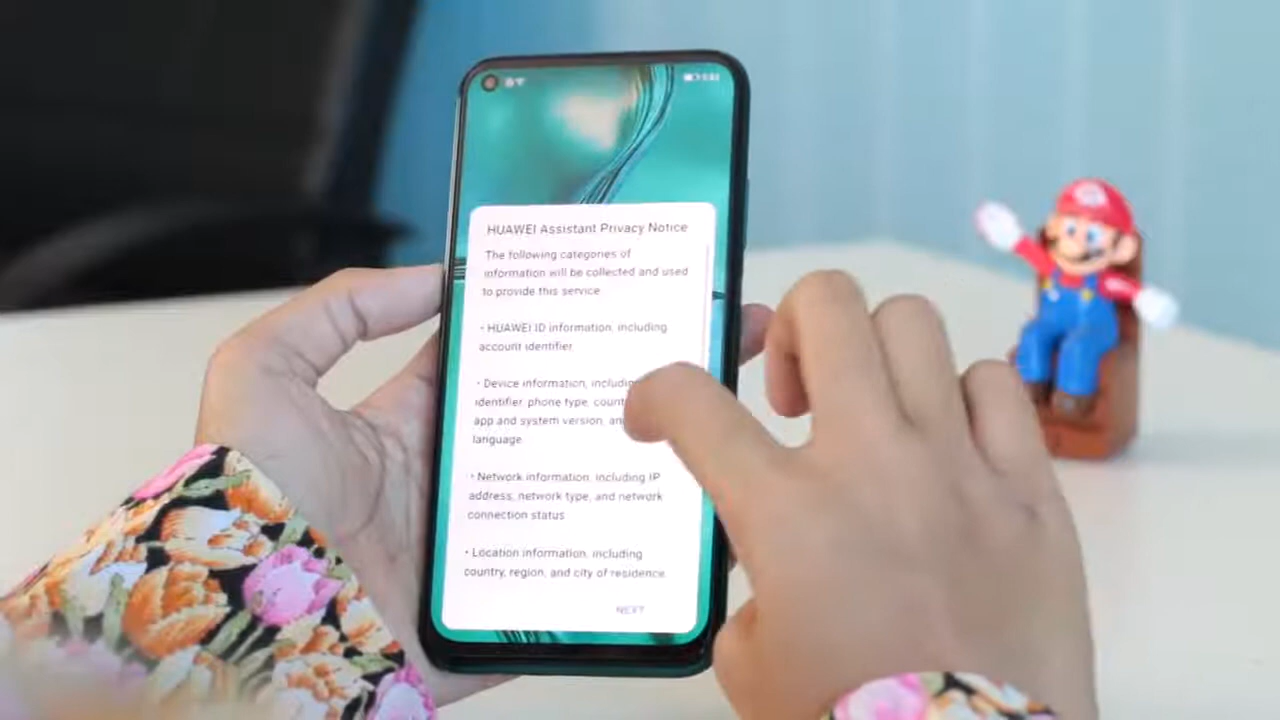 HUAWEI Assistant Privacy Notice
The following categories of
information will be collected and used
to provide this service.
• HUAWEI ID information, including
account identifier.
• Device information, including
identifier, phone type,
app and system version,
language.
• Network information, including IP
address, network type, and network
connection status.
• Location information, including
country, region, and city of residence.
NEXT
M